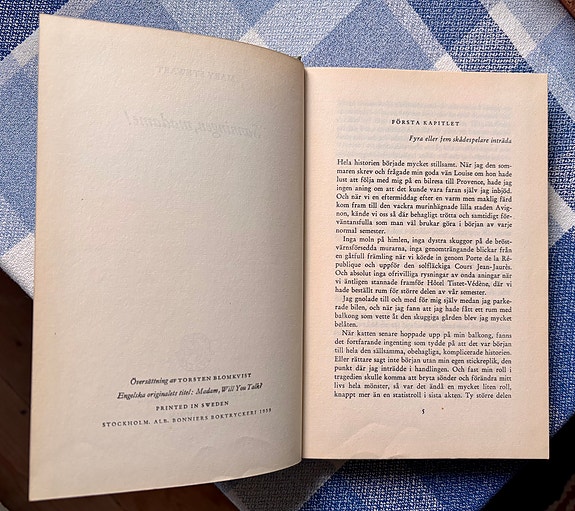 Översättning av TORSTEN BLOMKVIST
Engelska originalets titel: Madam, Will You Talk?
PRINTED IN SWEDEN
STOCKHOLM. ALB. BONNIERS BOKTRYCKERI 1959
FÖRSTA KAPITLET
Fyra eller fem skådespelare inträda
Hela historien började mycket stillsamt. När jag den som-
maren skrev och frågade min goda vän Louise om hon hade
lust att följa med mig på en bilresa till Provence, hade jag
ingen aning om att det kunde vara faran själv jag inbjöd.
Och när vi en eftermiddag efter en varm men maklig färd
kom fram till den vackra murinhägnade lilla staden Avig-
non, kände vi oss så där behagligt trötta och samtidigt för-
väntansfulla som man väl brukar göra i början av varje
normal semester.
Inga moln på himlen, inga dystra skuggor på de bröst-
värnsförsedda murarna, inga genomträngande blickar från
en gåtfull främling när vi körde in genom Porte de la Ré-
publique och uppför den solfläckiga Cours Jean-Jaurès.
Och absolut inga ofrivilliga rysningar av onda aningar när
vi äntligen stannade framför Hôtel Tistet-Védène, där vi
hade beställt rum för större delen av vår semester.
Jag gnolade till och med för mig själv medan jag parke-
rade bilen, och när jag fann att jag hade fått ett rum med
balkong som vette åt den skuggiga gården blev jag mycket
belåten.
När katten senare hoppade upp på min balkong, fanns
det fortfarande ingenting som tydde på att det var början
till hela den sällsamma, obehagliga, komplicerade historien.
Eller rättare sagt inte början utan min egen stickreplik, den
punkt där jag inträdde i handlingen. Och fast min roll i
tragedien skulle komma att bryta sönder och förändra mitt
livs hela mönster, så var det ändå en mycket liten roll,
knappt mer än en statistroll i sista akten. Ty större delen
5